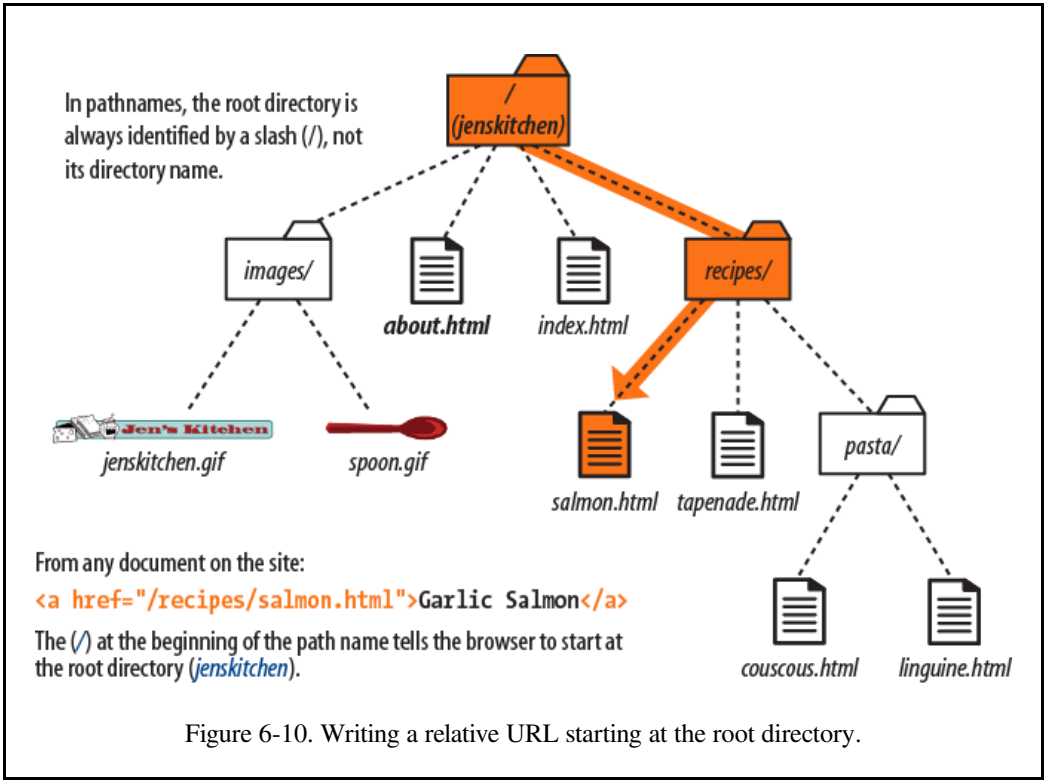 In pathnames, the root directory is
always identified by a slash (/), not
its directory name.
/
(jenskitchen)
images/
about.html
index.html
recipes/
Jen's Kitchen
jenskitchen.gif
spoon.gif
salmon.html
tapenade.html
pasta/
couscous.html
linguine.html
From any document on the site:
<a href="/recipes/salmon.html">Garlic Salmon</a>
The (/) at the beginning of the path name tells the browser to start at
the root directory (jenskitchen).
Figure 6-10. Writing a relative URL starting at the root directory.